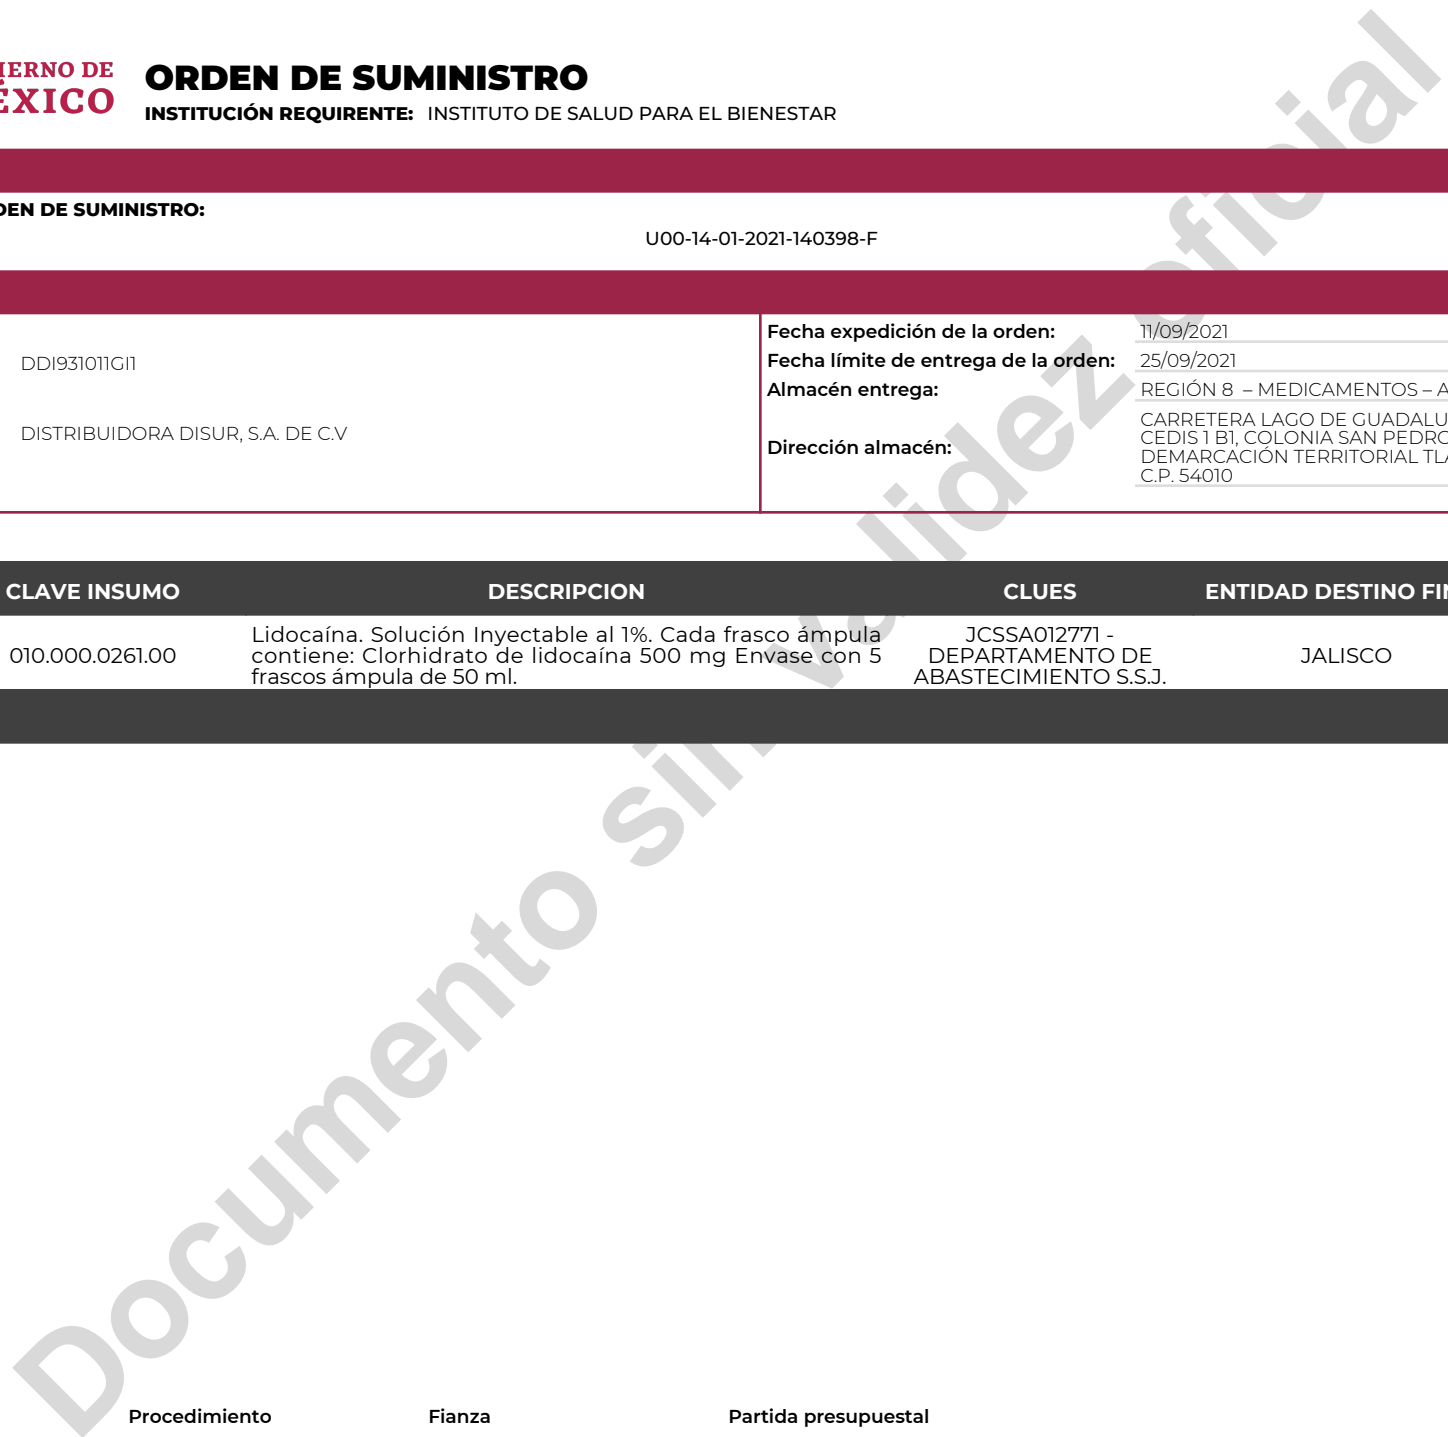 IERNO DE
ÉXICO
ORDEN DE SUMINISTRO
INSTITUCIÓN REQUIRENTE: INSTITUTO DE SALUD PARA EL BIENESTAR
DEN DE SUMINISTRO:
U00-14-01-2021-140398-F
DDI931011GI1
DISTRIBUIDORA DISUR, S.A. DE C.V
Fecha expedición de la orden: 11/09/2021
Fecha límite de entrega de la orden: 25/09/2021
Almacén entrega: REGIÓN 8 – MEDICAMENTOS – A
Dirección almacén:
CARRETERA LAGO DE GUADALU
CEDIS 1 B1, COLONIA SAN PEDRO
DEMARCACIÓN TERRITORIAL TLA
C.P. 54010
CLAVE INSUMO DESCRIPCION CLUES ENTIDAD DESTINO FIN
010.000.0261.00
Lidocaína. Solución Inyectable al 1%. Cada frasco ámpula
contiene: Clorhidrato de lidocaína 500 mg Envase con 5
frascos ámpula de 50 ml.
JCSSA012771 -
DEPARTAMENTO DE
ABASTECIMIENTO S.S.J.
JALISCO
Documento sin validez oficial
Procedimiento Fianza Partida presupuestal